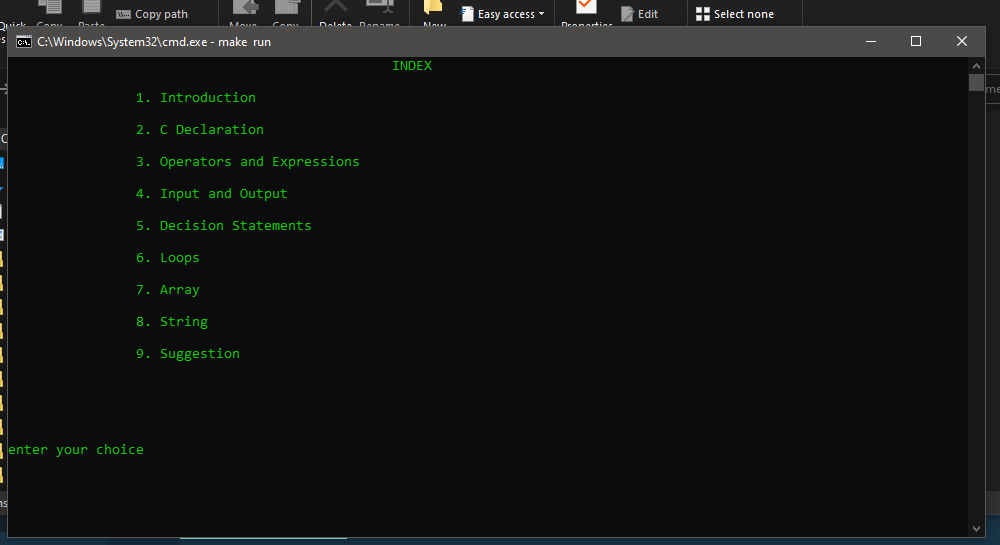 Copy path
Quick
Copy
Paste
Move
Copy
Delete
Rename
New
Easy access
Properties
Edit
Select none
C:\Windows\System32\cmd.exe - make run
INDEX
1. Introduction
2. C Declaration
3. Operators and Expressions
4. Input and Output
5. Decision Statements
6. Loops
7. Array
8. String
9. Suggestion
enter your choice